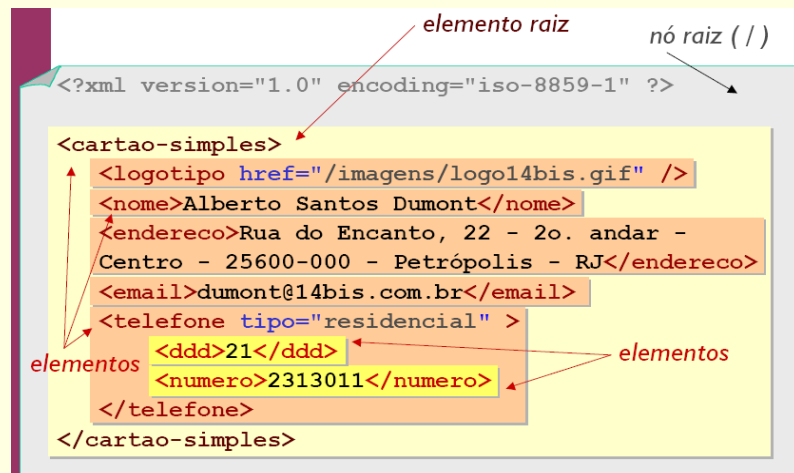 elemento raiz
nó raiz ( / )
<?xml version="1.0" encoding="iso-8859-1" ?>
<cartao-simples>
<logotipo href="/imagens/logo14bis.gif" />
<nome>Alberto Santos Dumont</nome>
<endereco>Rua do Encanto, 22 - 2o. andar -
Centro - 25600-000 - Petrópolis - RJ</endereco>
<email>dumont@14bis.com.br</email>
<telefone tipo="residencial" >
<ddd>21</ddd>
elementos
elementos
<numero>2313011</numero>
</telefone>
</cartao-simples>